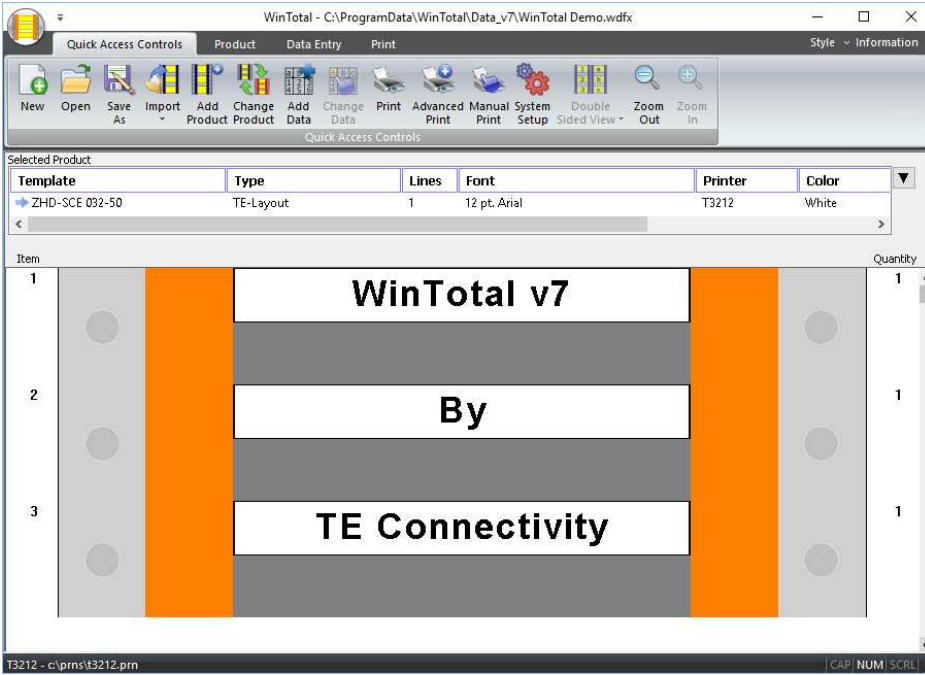 WinTotal - C:\ProgramData\WinTotal\Data_v7\WinTotal Demo.wdfx
Quick Access Controls Product Data Entry Print Style Information
New Open Save As Import Add Product Change Product Add Data Change Data Print Advanced Print Manual Print System Setup Double Sided View Zoom Out Zoom In
Quick Access Controls
Selected Product
Template Type Lines Font Printer Color
ZHD-SCE 032-50 TE-Layout 1 12 pt. Arial T3212 White
Item Quantity
1 WinTotal v7 1
2 By 1
3 TE Connectivity 1
T3212 - c:\prns\t3212.prn CAP NUM SCRL